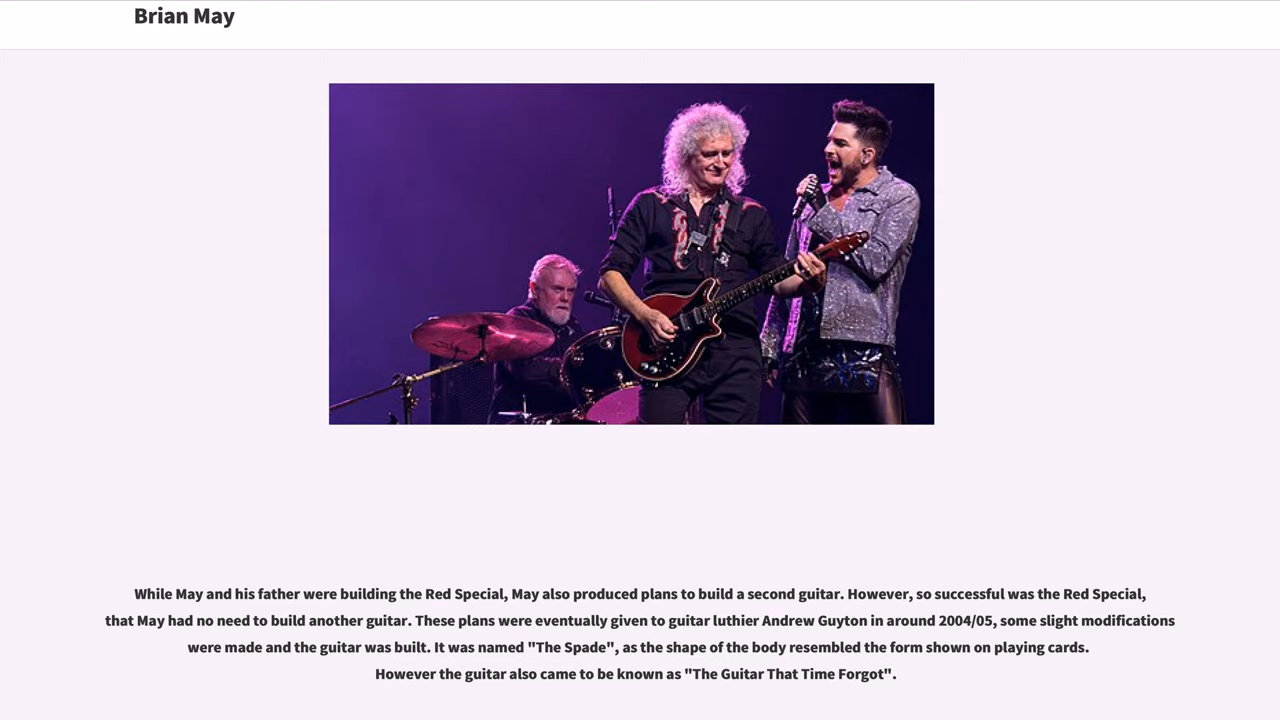 Brian May
While May and his father were building the Red Special, May also produced plans to build a second guitar. However, so successful was the Red Special,
that May had no need to build another guitar. These plans were eventually given to guitar luthier Andrew Guyton in around 2004/05, some slight modifications
were made and the guitar was built. It was named "The Spade", as the shape of the body resembled the form shown on playing cards.
However the guitar also came to be known as "The Guitar That Time Forgot".